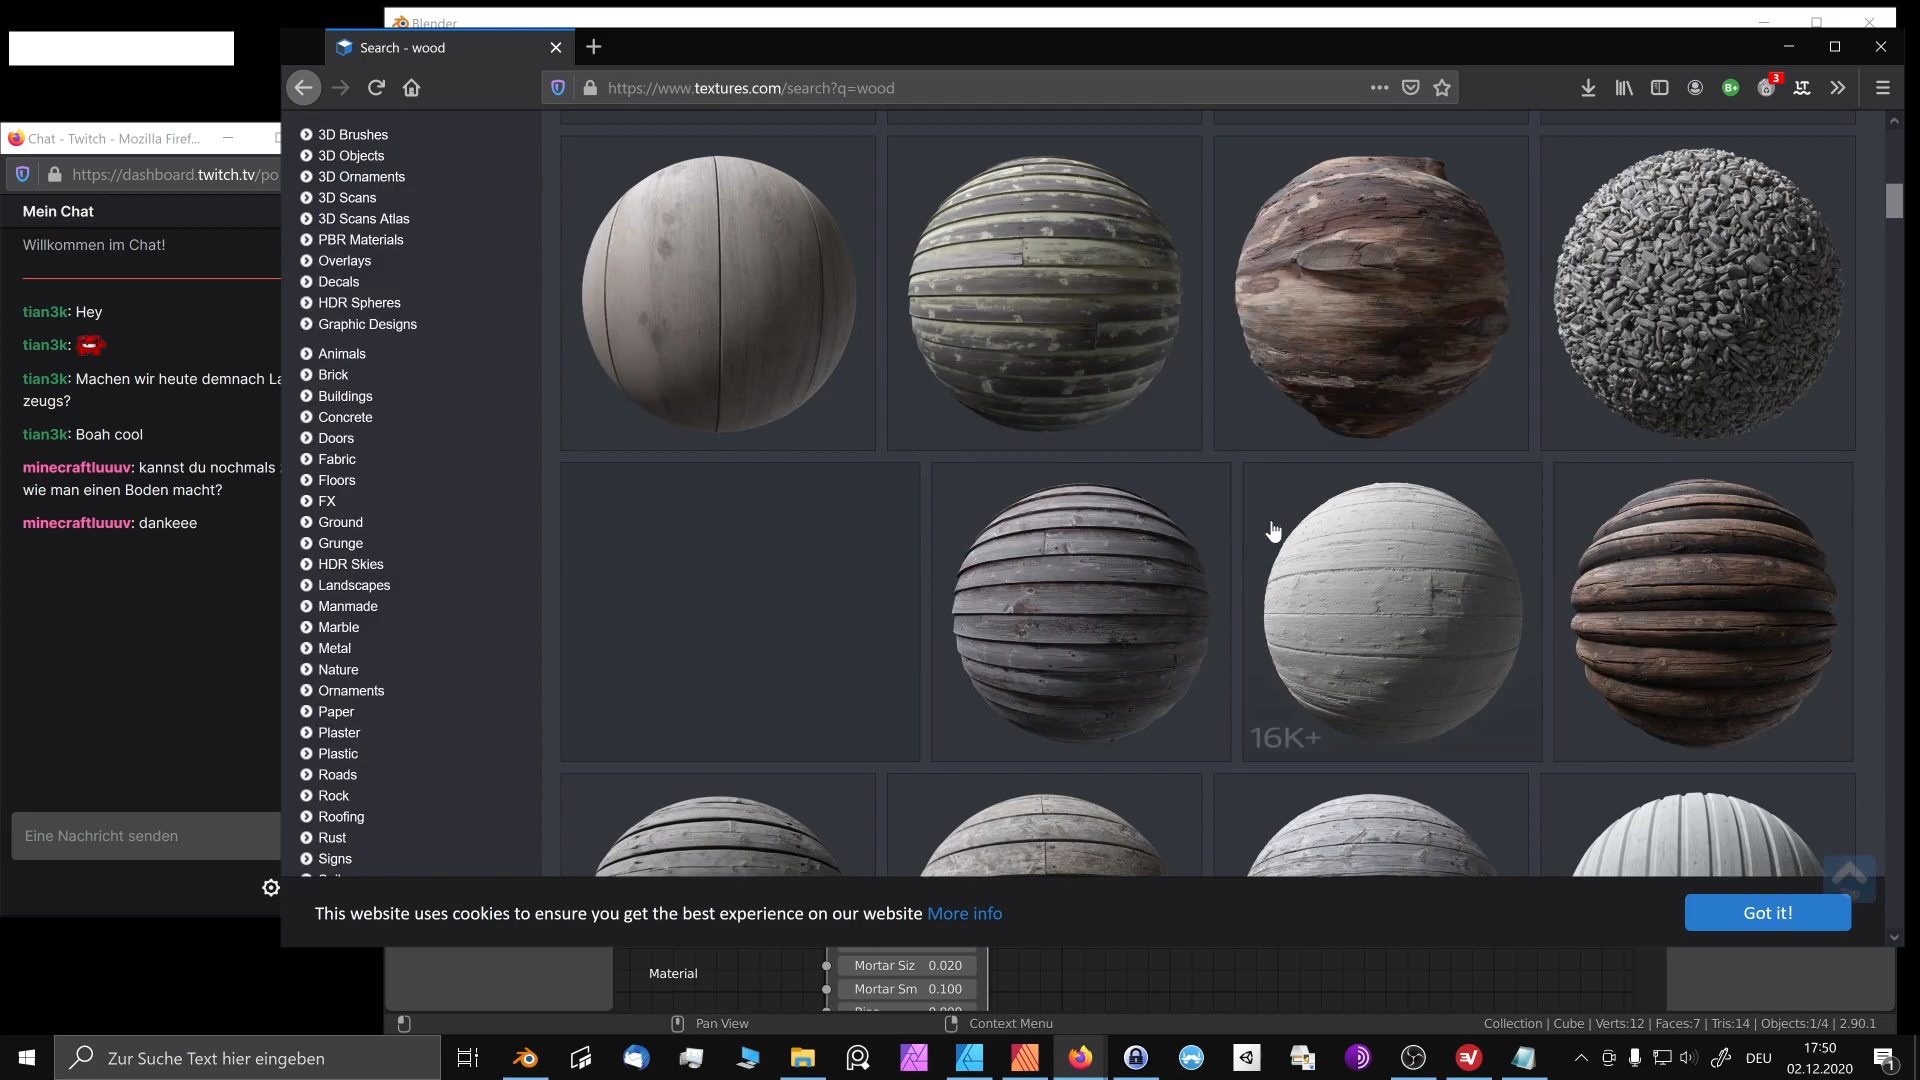 Blender
Search - wood
https://www.textures.com/search?q=wood
3
Chat - Twitch - Mozilla Firef...
https://dashboard.twitch.tv/po
Mein Chat
Willkommen im Chat!
tian3k: Hey
tian3k:
tian3k: Machen wir heute demnach La
zeugs?
tian3k: Boah cool
minecraftluuuv: kannst du nochmals
wie man einen Boden macht?
minecraftluuuv: dankeee
Eine Nachricht senden
3D Brushes
3D Objects
3D Ornaments
3D Scans
3D Scans Atlas
PBR Materials
Overlays
Decals
HDR Spheres
Graphic Designs
Animals
Brick
Buildings
Concrete
Doors
Fabric
Floors
FX
Ground
Grunge
HDR Skies
Landscapes
Manmade
Marble
Metal
Nature
Ornaments
Paper
Plaster
Plastic
Roads
Rock
Roofing
Rust
Signs
16K+
Top
This website uses cookies to ensure you get the best experience on our website More info
Got it!
Material
Mortar Siz 0.020
Mortar Sm 0.100
Pan View
Context Menu
Collection | Cube | Verts:12 | Faces:7 | Tris:14 | Objects:1/4 | 2.90.1
Zur Suche Text hier eingeben
DEU
17:50
02.12.2020
1